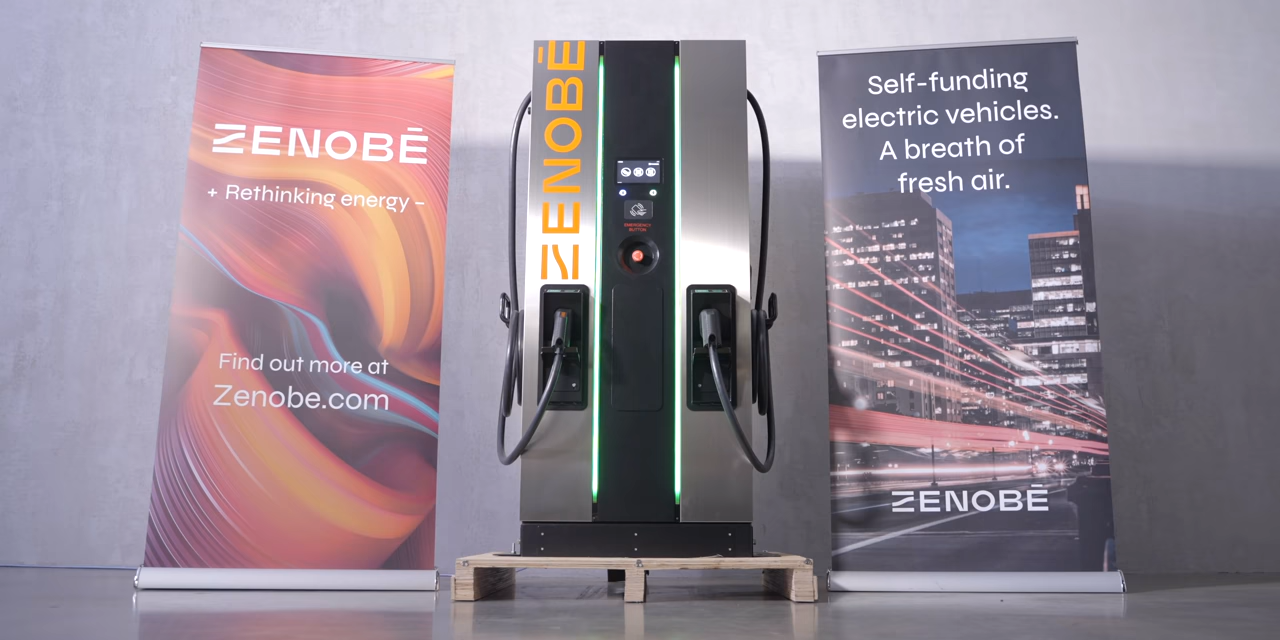 ZENOBĒ
+ Rethinking energy –
Find out more at
Zenobe.com
ZENOBĒ
EMERGENCY
BUTTON
Self-funding
electric vehicles.
A breath of
fresh air.
ZENOBĒ